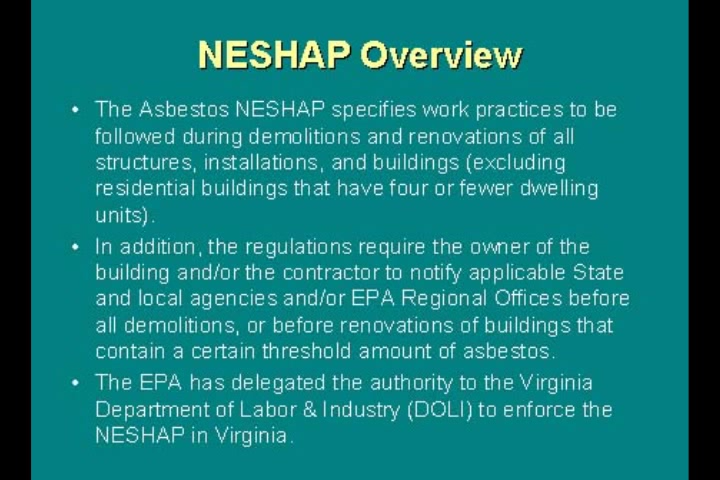 NESHAP Overview
• The Asbestos NESHAP specifies work practices to be
followed during demolitions and renovations of all
structures, installations, and buildings (excluding
residential buildings that have four or fewer dwelling
units).
• In addition, the regulations require the owner of the
building and/or the contractor to notify applicable State
and local agencies and/or EPA Regional Offices before
all demolitions, or before renovations of buildings that
contain a certain threshold amount of asbestos.
• The EPA has delegated the authority to the Virginia
Department of Labor & Industry (DOLI) to enforce the
NESHAP in Virginia.